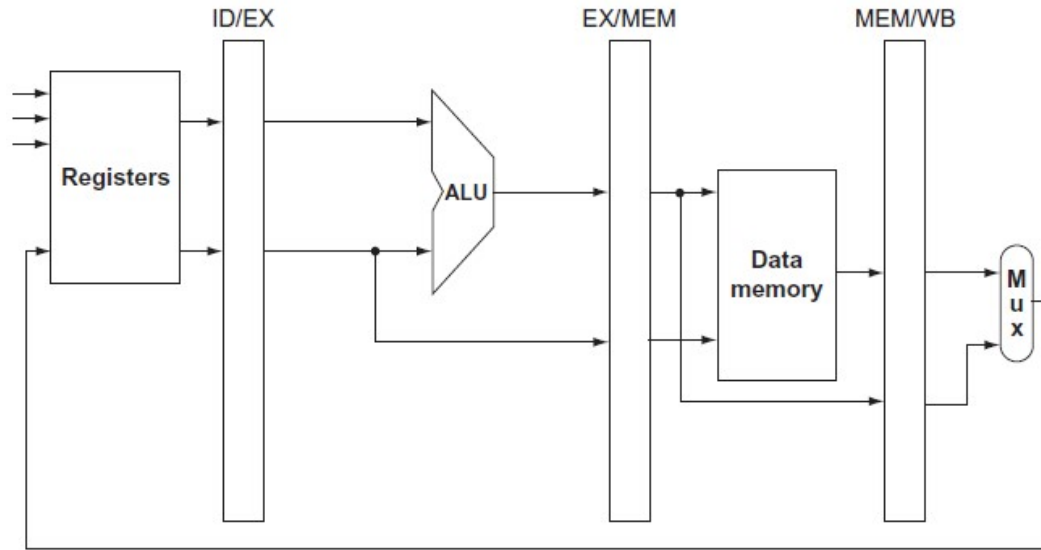 ID/EX
EX/MEM
MEM/WB
Registers
ALU
Data
memory
M
u
x